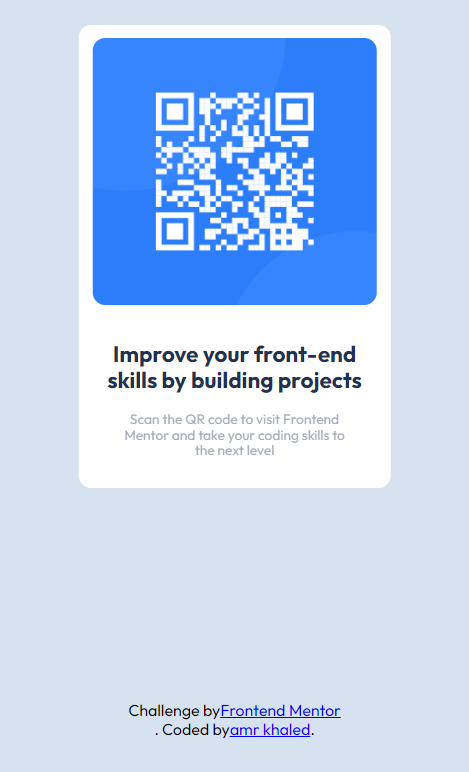 Improve your front-end
skills by building projects
Scan the QR code to visit Frontend
Mentor and take your coding skills to
the next level
Challenge byFrontend Mentor
. Coded byamr khaled.